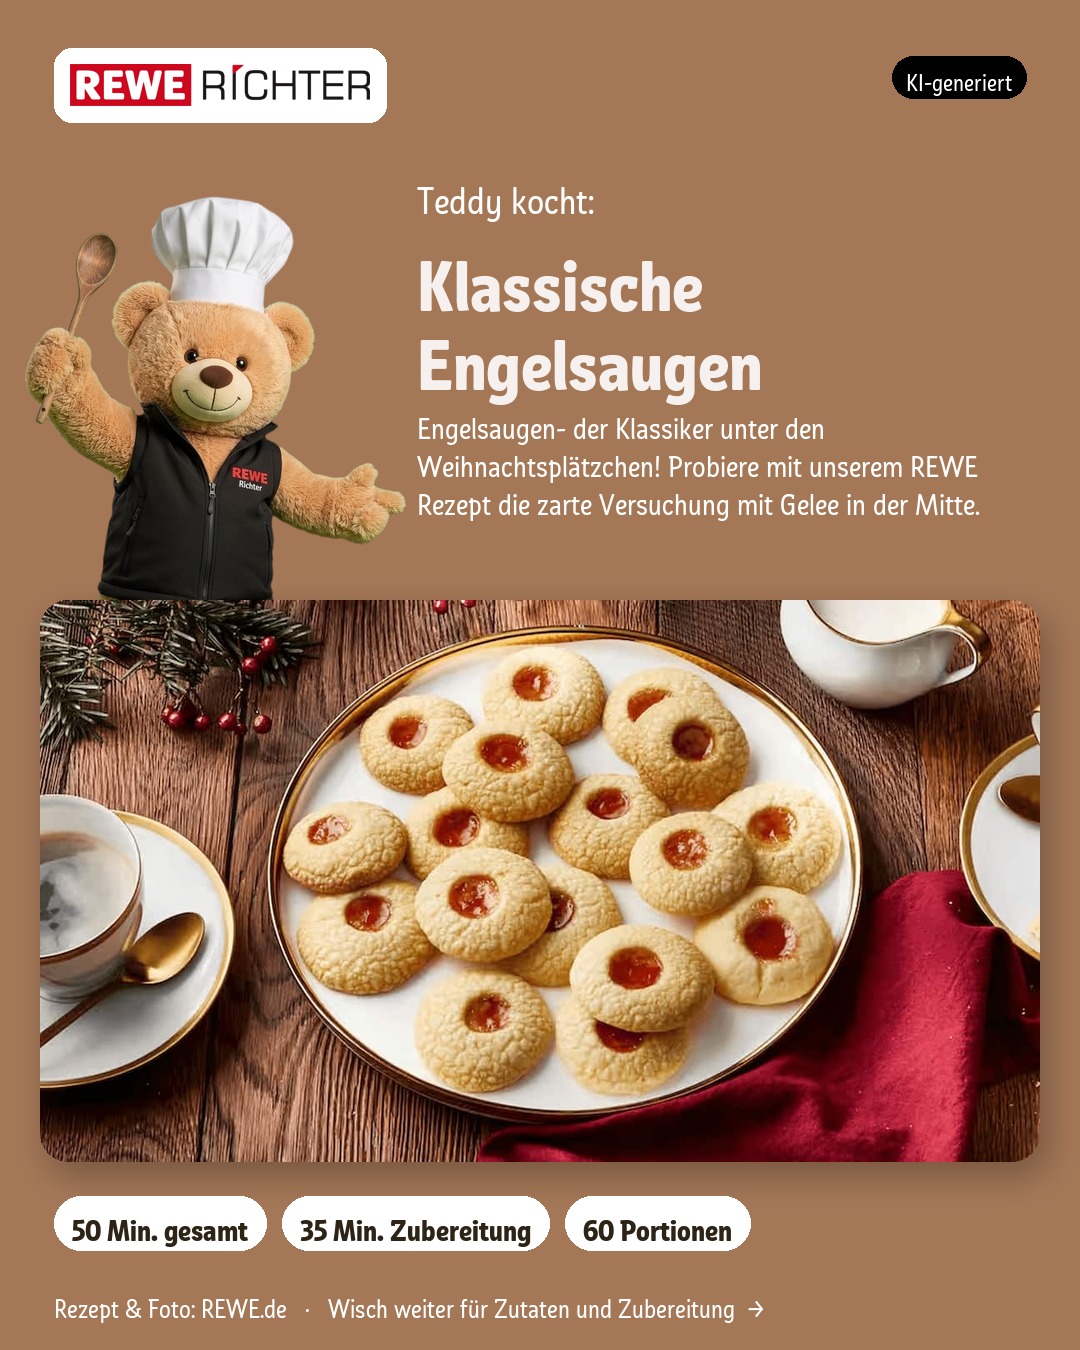 REWE RICHTER
KI-generiert
Teddy kocht:
Klassische
Engelsaugen
Engelsaugen- der Klassiker unter den
Weihnachtsplätzchen! Probiere mit unserem REWE
Rezept die zarte Versuchung mit Gelee in der Mitte.
REWE
Richter
50 Min. gesamt
35 Min. Zubereitung
60 Portionen
Rezept & Foto: REWE.de · Wisch weiter für Zutaten und Zubereitung →